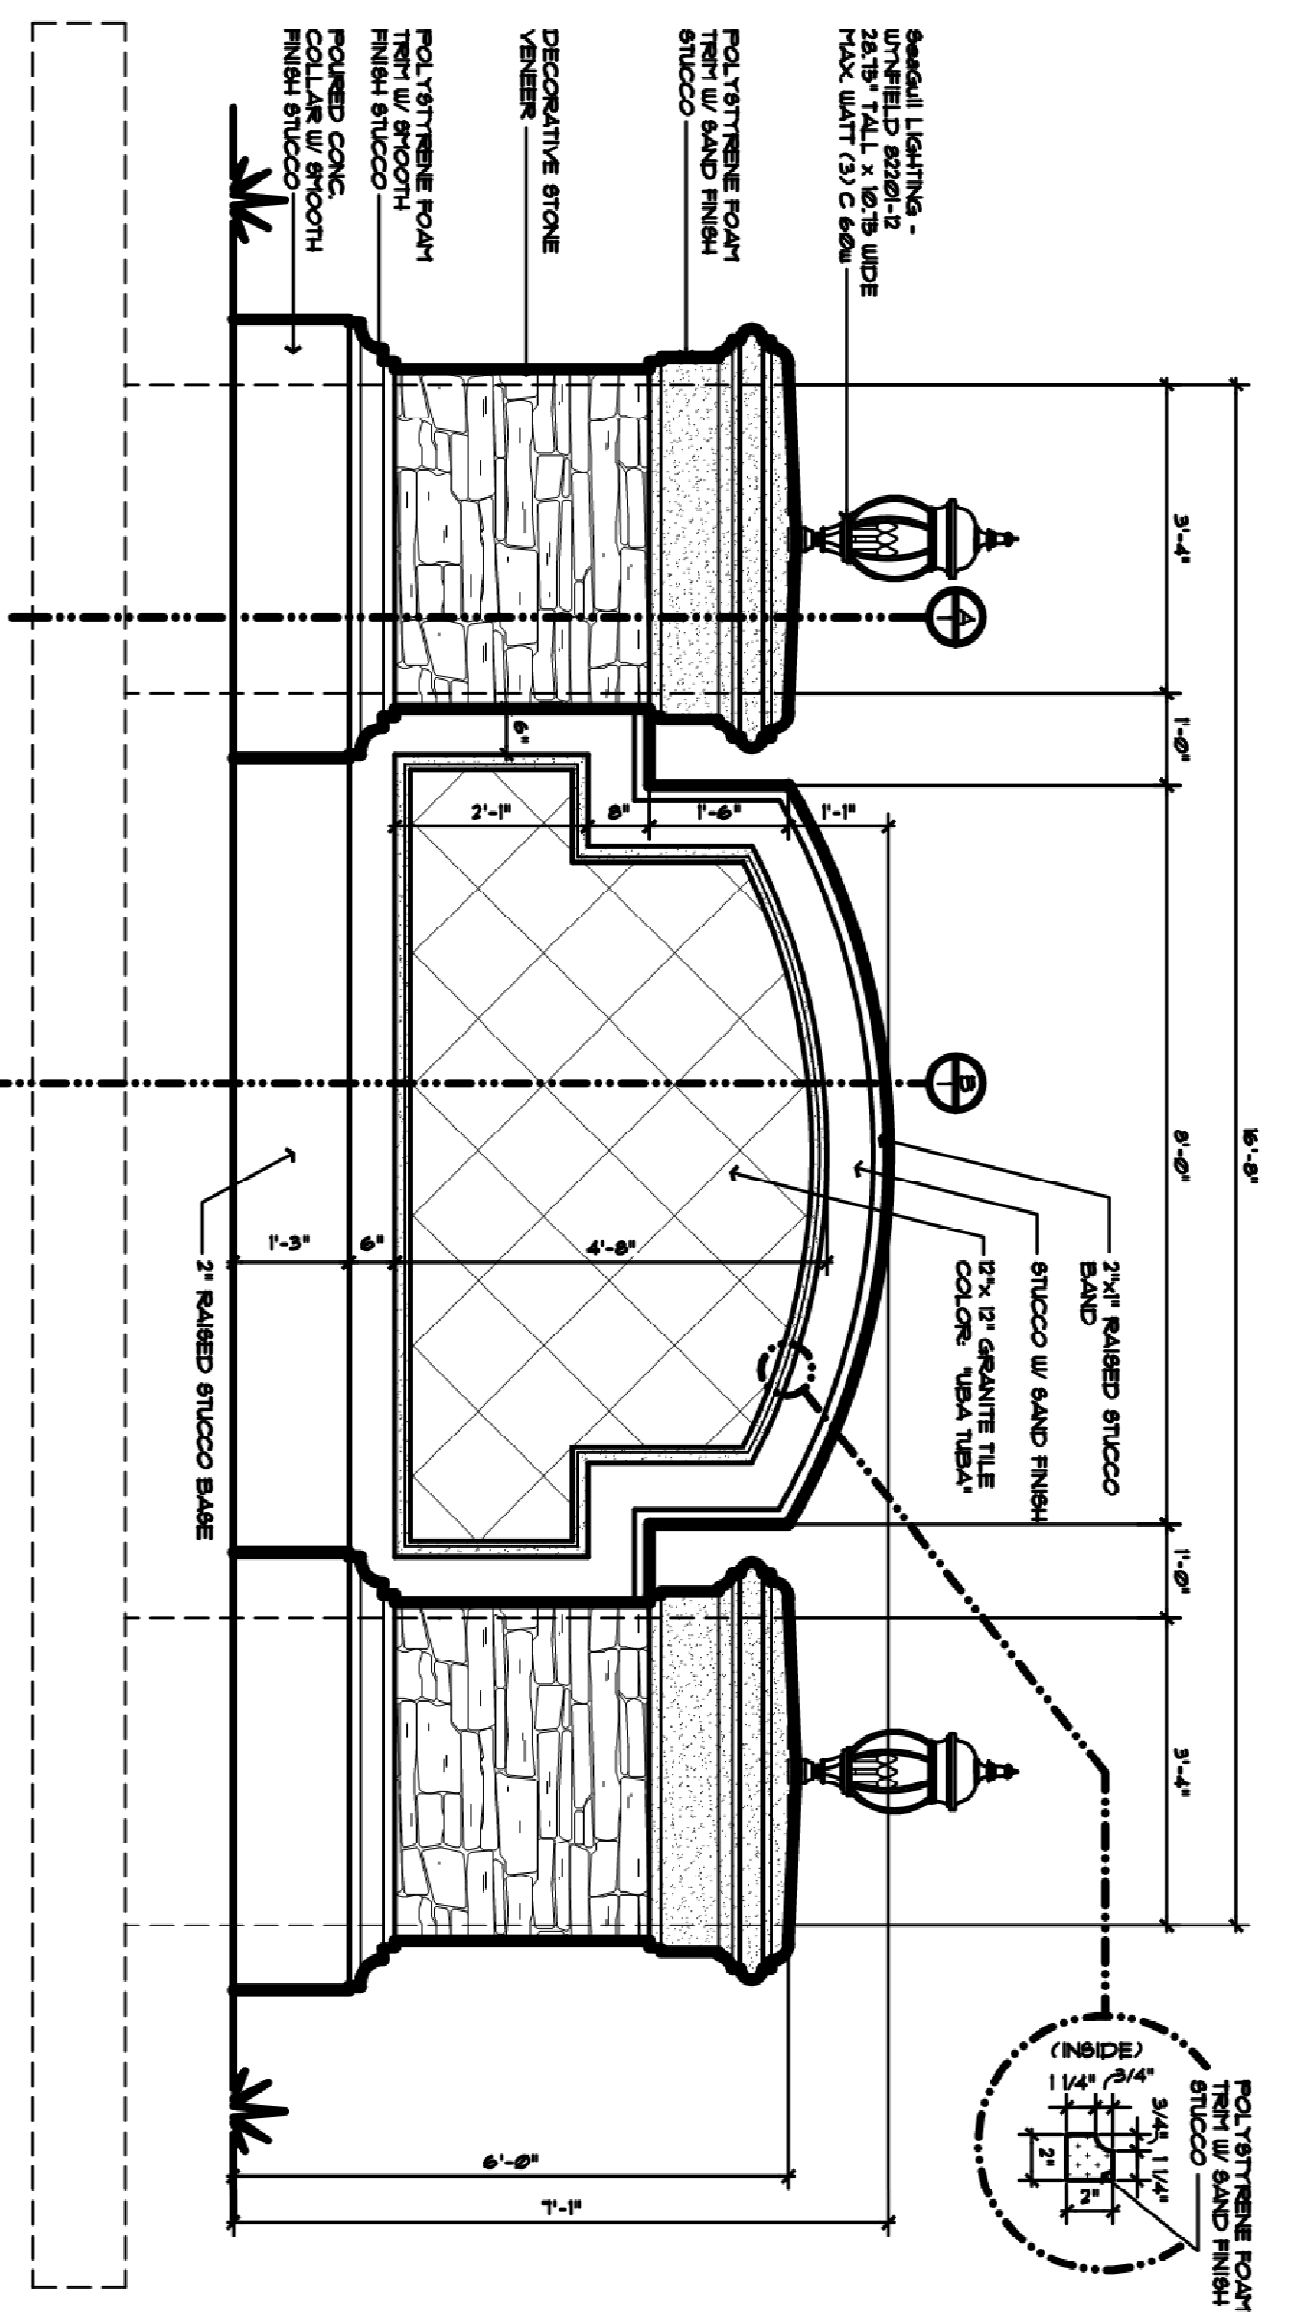 16'-8"
3'-4"
1'-0"
8'-0"
1'-0"
3'-4"
SeaGull LIGHTING -
WYNFIELD 82201-12
28.75" TALL x 10.75 WIDE
MAX WATT (3) C 60w
POLYSTYRENE FOAM
TRIM W/ SAND FINISH
STUCCO
DECORATIVE STONE
VENEER
POLYSTYRENE FOAM
TRIM W/ SMOOTH
FINISH STUCCO
POURED CONC.
COLLAR W/ SMOOTH
FINISH STUCCO
A
B
6"
1'-1"
1'-6"
8"
2'-1"
4'-8"
6"
1'-3"
2"x1" RAISED STUCCO
BAND
STUCCO W/ SAND FINISH
12"x 12" GRANITE TILE
COLOR: "UBA TUBA"
2" RAISED STUCCO BASE
6'-0"
7'-1"
POLYSTYRENE FOAM
TRIM W/ SAND FINISH
STUCCO
(INSIDE)
3/4" 1 1/4"
3/4"
1 1/4"
2"
2"